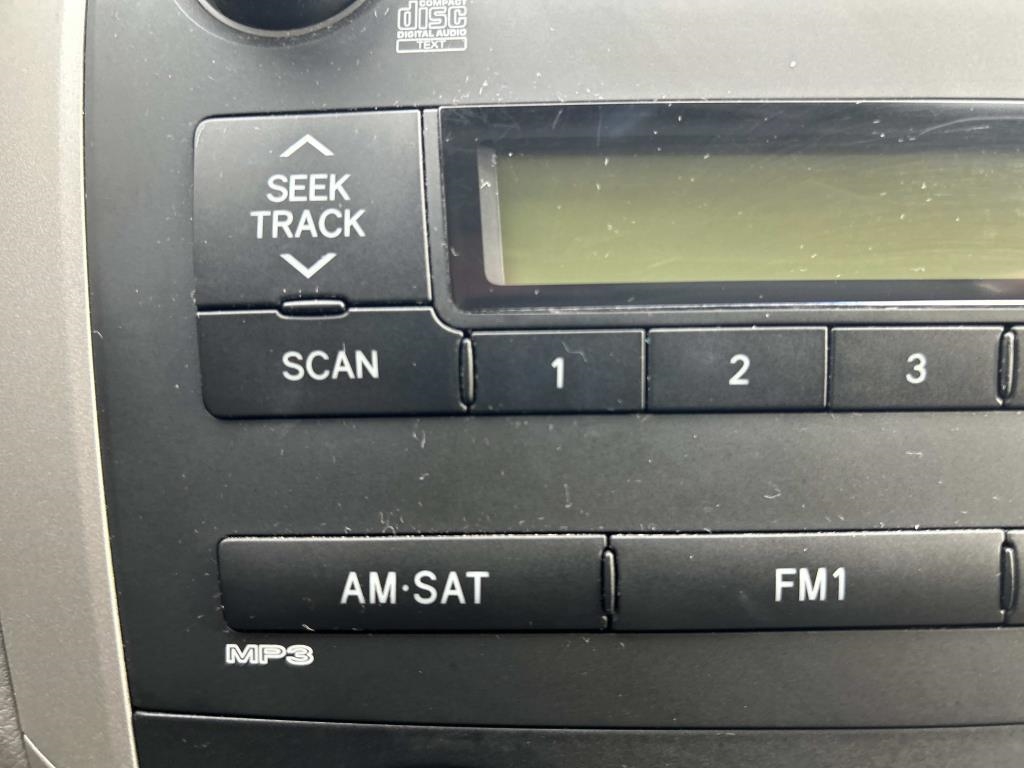 COMPACT
disc
DIGITAL AUDIO
TEXT
SEEK
TRACK
SCAN
1
2
3
AM·SAT
FM1
MP3